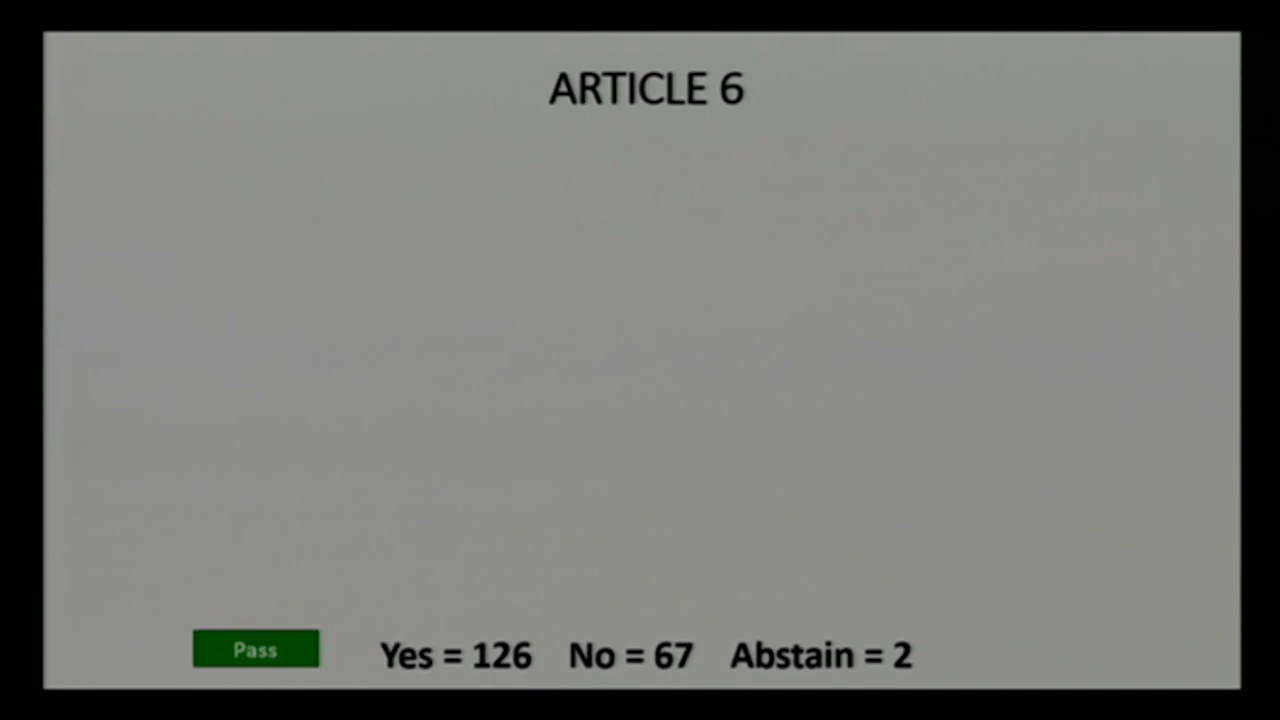 ARTICLE 6
Pass
Yes = 126 No = 67 Abstain = 2